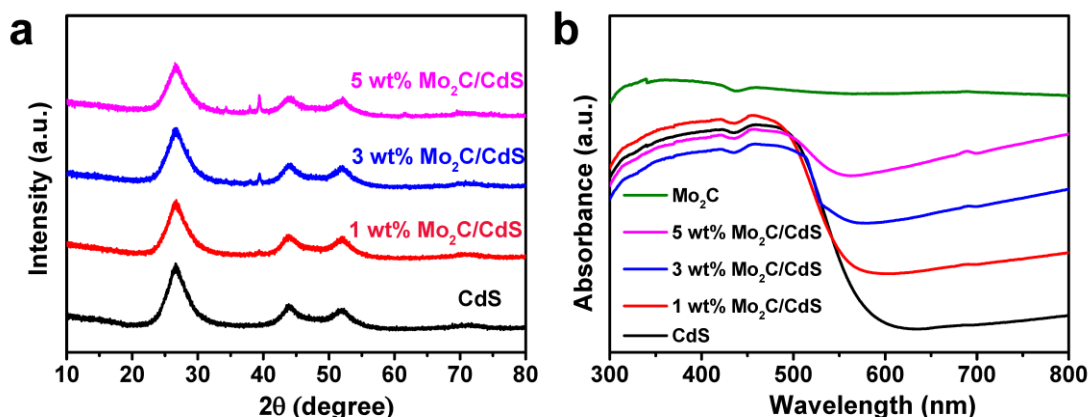 a
Intensity (a.u.)
5 wt% Mo₂C/CdS
3 wt% Mo₂C/CdS
1 wt% Mo₂C/CdS
CdS
10 20 30 40 50 60 70 80
2θ (degree)
b
Absorbance (a.u.)
Mo₂C
5 wt% Mo₂C/CdS
3 wt% Mo₂C/CdS
1 wt% Mo₂C/CdS
CdS
300 400 500 600 700 800
Wavelength (nm)